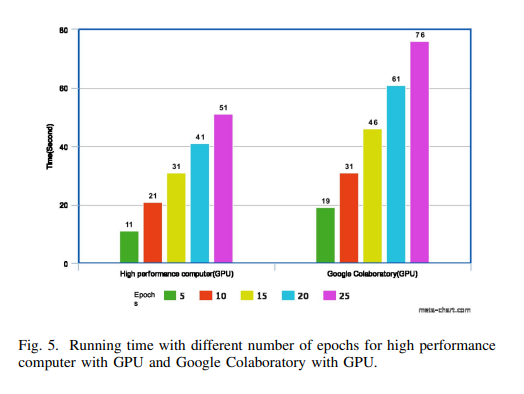 80
60
40
20
0
Time(Second)
11
21
31
41
51
19
31
46
61
76
High performance computer(GPU)
Google Colaboratory(GPU)
Epoch
s
5
10
15
20
25
meta-chart.com
Fig. 5. Running time with different number of epochs for high performance
computer with GPU and Google Colaboratory with GPU.